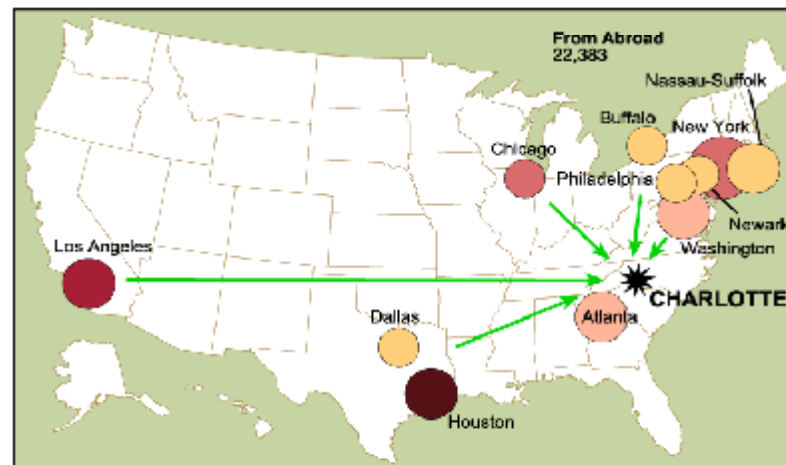 From Abroad
22,383
Nassau-Suffolk
Buffalo
New York
Chicago
Philadelphia
Newark
Washington
Los Angeles
CHARLOTTE
Dallas
Atlanta
Houston